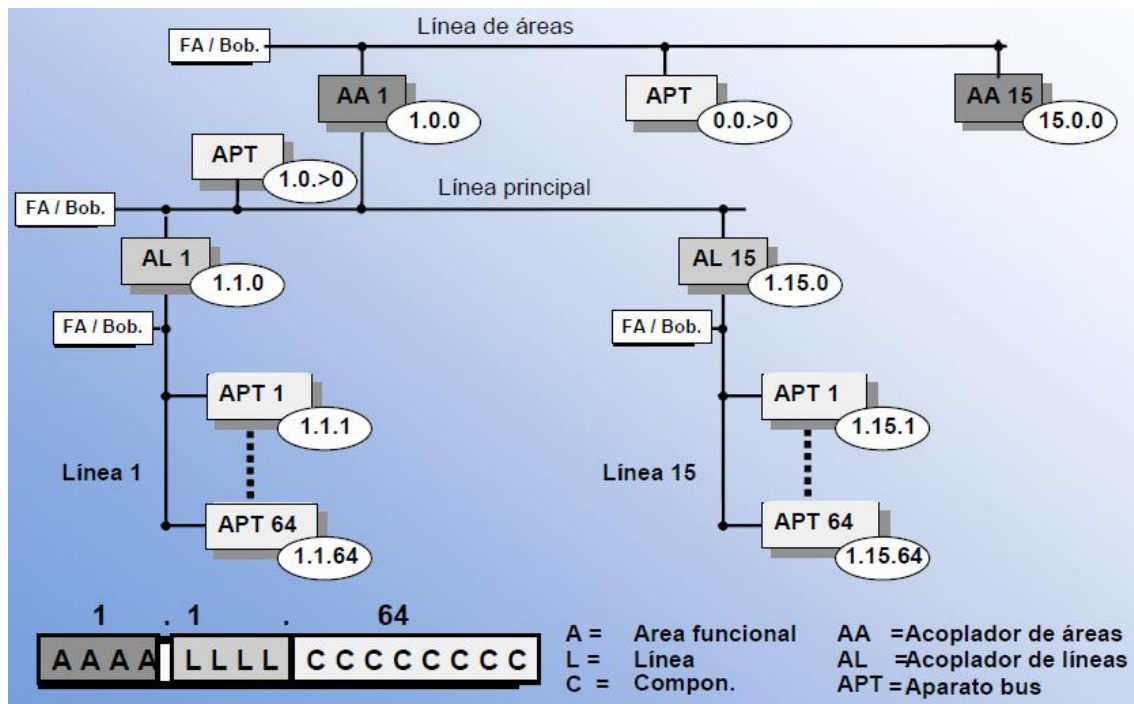 Línea de áreas
FA / Bob.
AA 1
1.0.0
APT
0.0.>0
AA 15
15.0.0
APT
1.0.>0
Línea principal
FA / Bob.
AL 1
1.1.0
AL 15
1.15.0
FA / Bob.
FA / Bob.
APT 1
1.1.1
APT 1
1.15.1
Línea 1
Línea 15
APT 64
1.1.64
APT 64
1.15.64
1 . 1 . 64
A A A A L L L L C C C C C C C C
A = Area funcional
L = Línea
C = Compon.
AA =Acoplador de áreas
AL =Acoplador de líneas
APT =Aparato bus